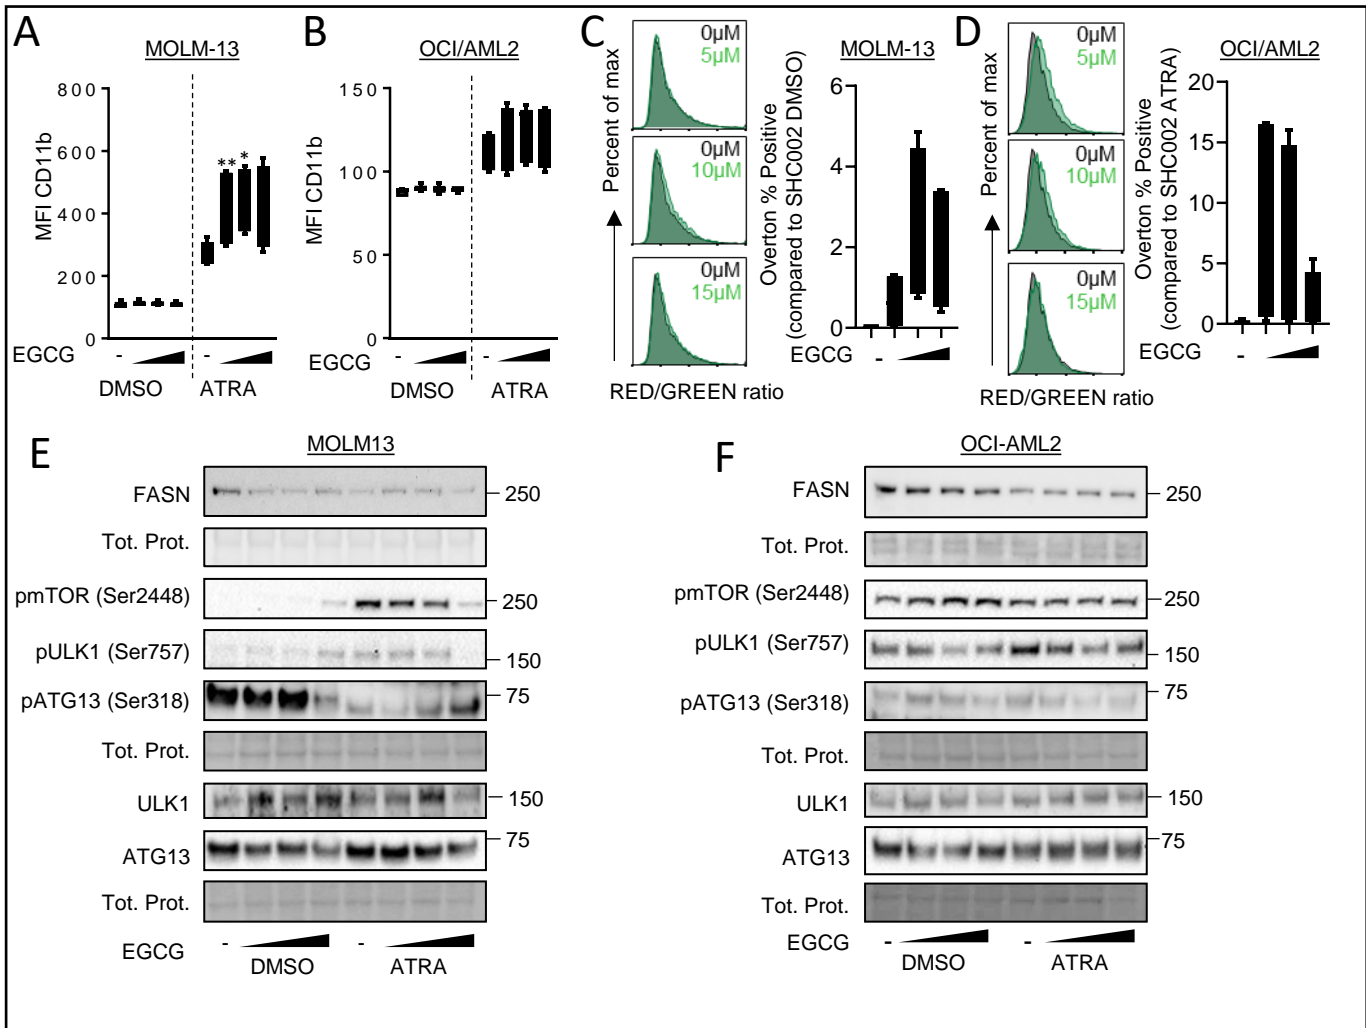 A
MOLM-13
MFI CD11b
800
600
400
200
0
** *
EGCG
-
DMSO
ATRA
B
OCI/AML2
MFI CD11b
150
100
50
0
EGCG
-
-
DMSO
ATRA
C
Percent of max
0µM
5µM
0µM
10µM
0µM
15µM
RED/GREEN ratio
MOLM-13
Overton % Positive
(compared to SHC002 DMSO)
6
4
2
0
EGCG
-
D
Percent of max
0µM
5µM
0µM
10µM
0µM
15µM
RED/GREEN ratio
OCI/AML2
Overton % Positive
(compared to SHC002 ATRA)
20
15
10
5
0
EGCG
-
E
MOLM13
FASN
250
Tot. Prot.
pmTOR (Ser2448)
250
pULK1 (Ser757)
150
pATG13 (Ser318)
75
Tot. Prot.
ULK1
150
ATG13
75
Tot. Prot.
EGCG
-
-
DMSO
ATRA
F
OCI-AML2
FASN
250
Tot. Prot.
pmTOR (Ser2448)
250
pULK1 (Ser757)
150
pATG13 (Ser318)
75
Tot. Prot.
ULK1
150
ATG13
75
Tot. Prot.
EGCG
-
-
DMSO
ATRA